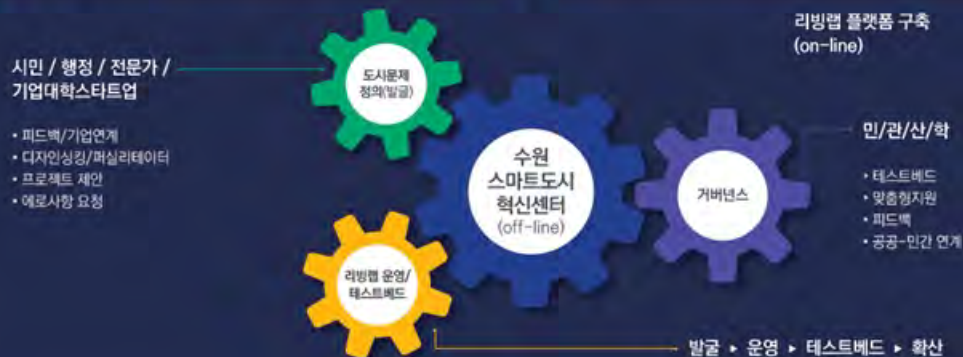 리빙랩 플랫폼 구축
(on-line)
시민 / 행정 / 전문가 /
기업대학스타트업
• 피드백/기업연계
• 디자인싱킹/퍼실리테이터
• 프로젝트 제안
• 애로사항 요청
도시문제
정의(발굴)
수원
스마트도시
혁신센터
(off-line)
거버넌스
민/관/산/학
▸ 테스트베드
• 맞춤형지원
• 피드백
• 공공-민간 연계
리빙랩 운영/
테스트베드
발굴 ▸ 운영 ▸ 테스트베드 ▸ 확산